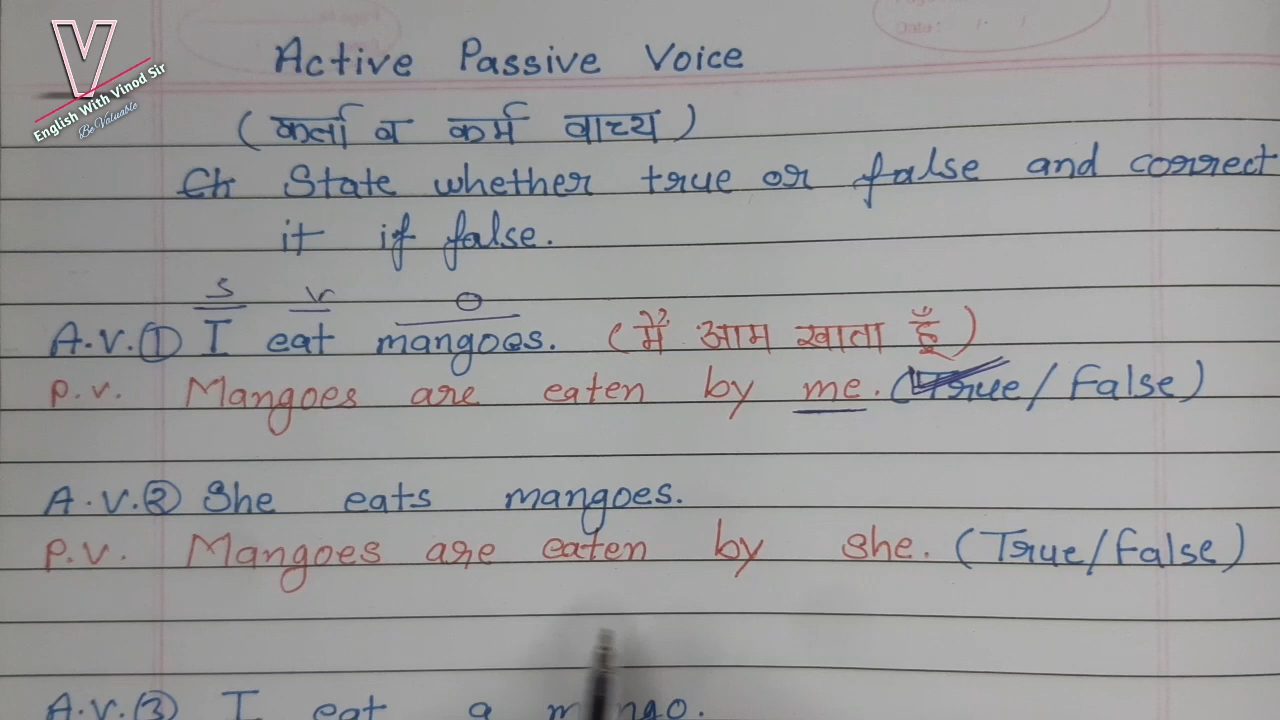 V
English With Vinod Sir
Be Valuable
Date:
Active Passive Voice
(कर्ता व कर्म वाच्य)
State whether true or false and correct
it if false.
S V O
A.V.① I eat mangoes. (मैं आम खाता हूँ)
P.V. Mangoes are eaten by me. (True/False)
A.V.② She eats mangoes.
P.V. Mangoes are eaten by she. (True/False)
A.V.③ I eat a mango.